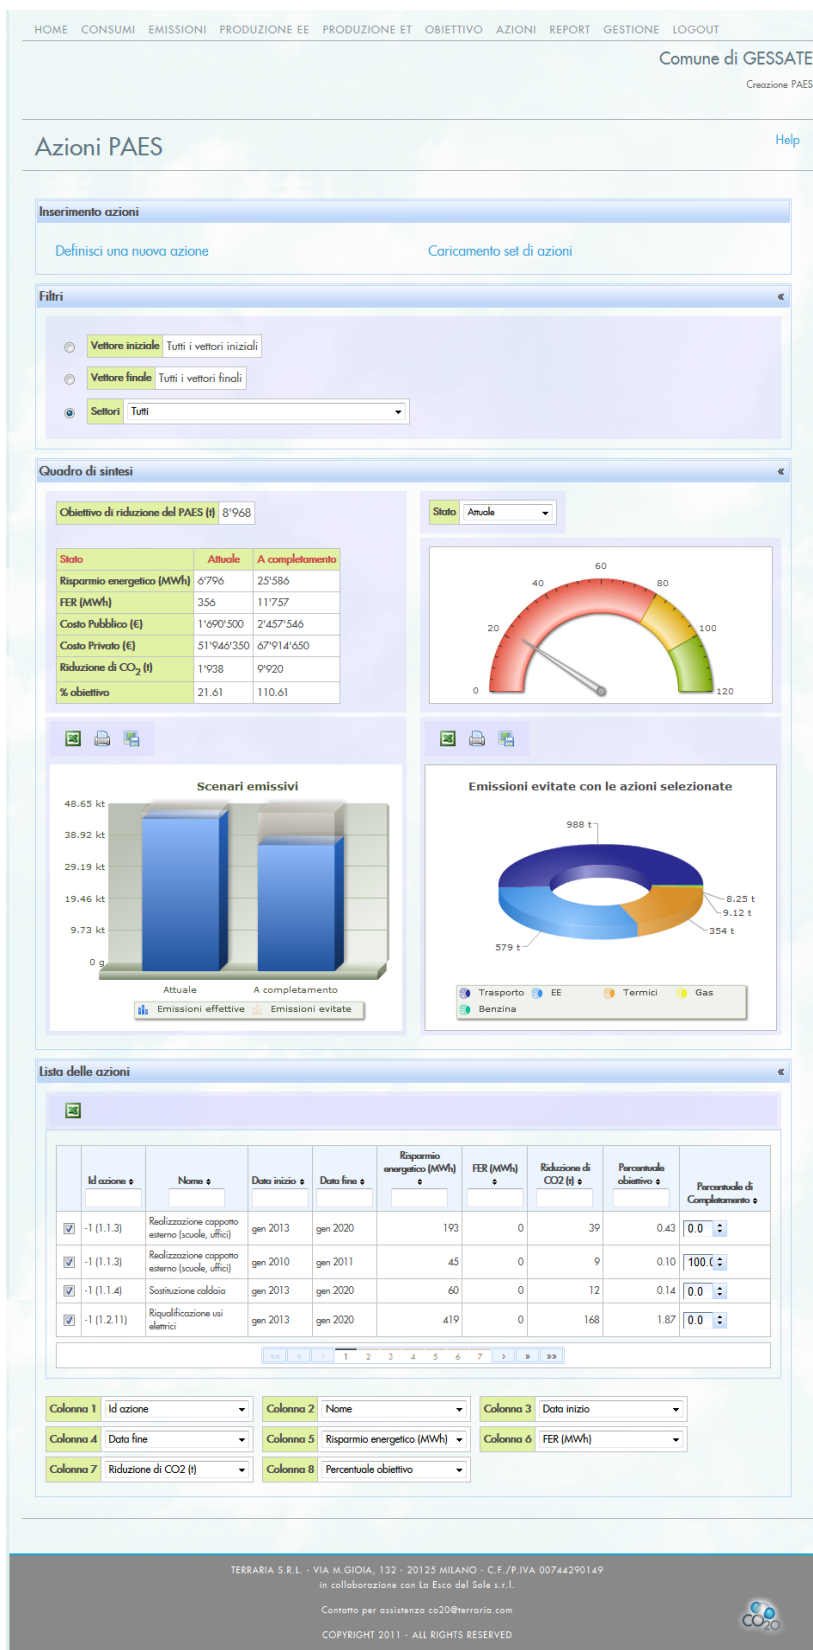 HOME CONSUMI EMISSIONI PRODUZIONE EE PRODUZIONE ET OBIETTIVO AZIONI REPORT GESTIONE LOGOUT
Comune di GESSATE
Creazione PAES
Azioni PAES
Help
Inserimento azioni
Definisci una nuova azione Caricamento set di azioni
Filtri «
Vettore iniziale Tutti i vettori iniziali
Vettore finale Tutti i vettori finali
Settori Tutti
Quadro di sintesi «
Obiettivo di riduzione del PAES (t) 8'968
Stato Attuale A completamento
Risparmio energetico (MWh) 6'796 25'586
FER (MWh) 356 11'757
Costo Pubblico (€) 1'690'500 2'457'546
Costo Privato (€) 51'946'350 67'914'650
Riduzione di CO2 (t) 1'938 9'920
% obiettivo 21.61 110.61
Stato Attuale
0 20 40 60 80 100 120
Scenari emissivi
48.65 kt
38.92 kt
29.19 kt
19.46 kt
9.73 kt
0 g
Attuale A completamento
Emissioni effettive Emissioni evitate
Emissioni evitate con le azioni selezionate
988 t
8.25 t
9.12 t
354 t
579 t
Trasporto EE Termici Gas
Benzina
Lista delle azioni «
Id azione Nome Data inizio Data fine Risparmio energetico (MWh) FER (MWh) Riduzione di CO2 (t) Percentuale obiettivo Percentuale di Completamento
-1 (1.1.3) Realizzazione cappotto esterno (scuole, uffici) gen 2013 gen 2020 193 0 39 0.43 0.0
-1 (1.1.3) Realizzazione cappotto esterno (scuole, uffici) gen 2010 gen 2011 45 0 9 0.10 100.0
-1 (1.1.4) Sostituzione caldaia gen 2013 gen 2020 60 0 12 0.14 0.0
-1 (1.2.11) Riqualificazione usi elettrici gen 2013 gen 2020 419 0 168 1.87 0.0
«« « ‹ 1 2 3 4 5 6 7 › » »»
Colonna 1 Id azione Colonna 2 Nome Colonna 3 Data inizio
Colonna 4 Data fine Colonna 5 Risparmio energetico (MWh) Colonna 6 FER (MWh)
Colonna 7 Riduzione di CO2 (t) Colonna 8 Percentuale obiettivo
TERRARIA S.R.L. - VIA M.GIOIA, 132 - 20125 MILANO - C.F./P.IVA 00744290149
in collaborazione con La Esco del Sole s.r.l.
Contatto per assistenza co20@terraria.com
COPYRIGHT 2011 - ALL RIGHTS RESERVED
CO20